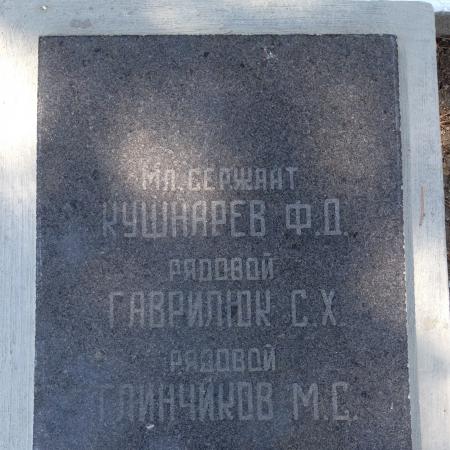 МЛ. СЕРЖАНТ
КУШНАРЕВ Ф.Д.
РЯДОВОЙ
ГАВРИЛЮК С.Х.
РЯДОВОЙ
ГЛИНЧИКОВ М.С.